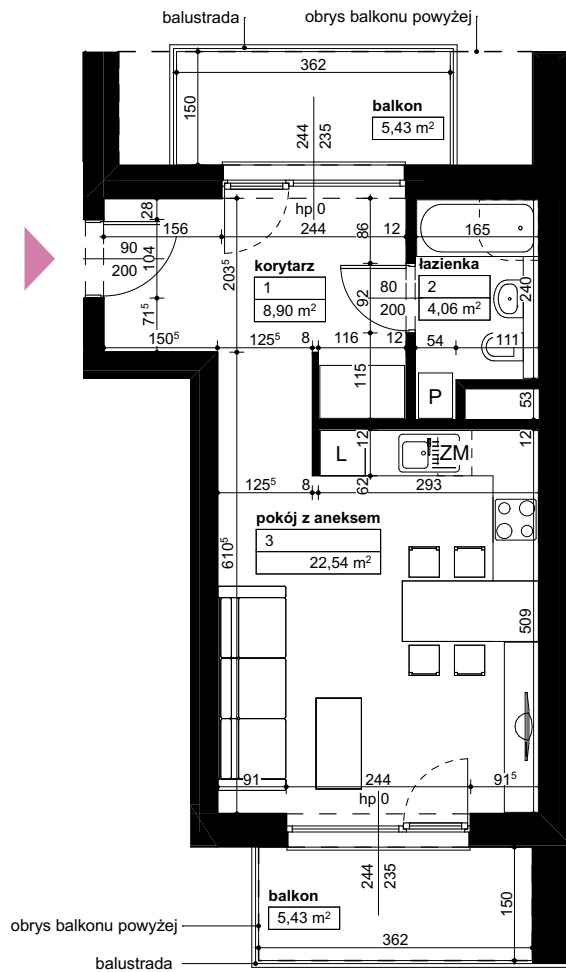 balustrada
obrys balkonu powyżej
362
150
balkon
5,43 m²
244
235
hp 0
28
156
244
86
12
165
90
200
104
203⁵
korytarz
1
8,90 m²
80
200
92
łazienka
2
4,06 m²
240
71⁵
150⁵
125⁵
8
116
12
54
111
115
P
53
L
12
ZM
12
62
125⁵
8
293
pokój z aneksem
3
22,54 m²
610⁵
509
91
244
91⁵
hp 0
244
235
balkon
5,43 m²
150
362
obrys balkonu powyżej
balustrada